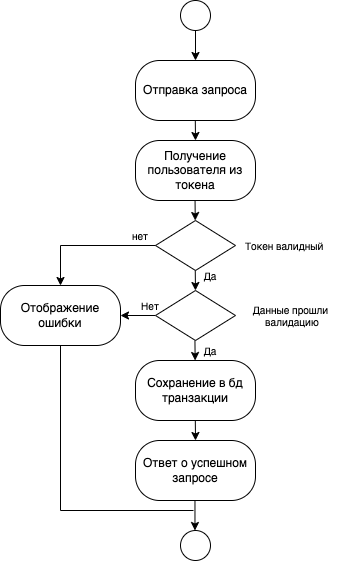 Отправка запроса
Получение
пользователя из
токена
нет
Токен валидный
Да
Нет
Данные прошли
валидацию
Отображение
ошибки
Да
Сохранение в бд
транзакции
Ответ о успешном
запросе